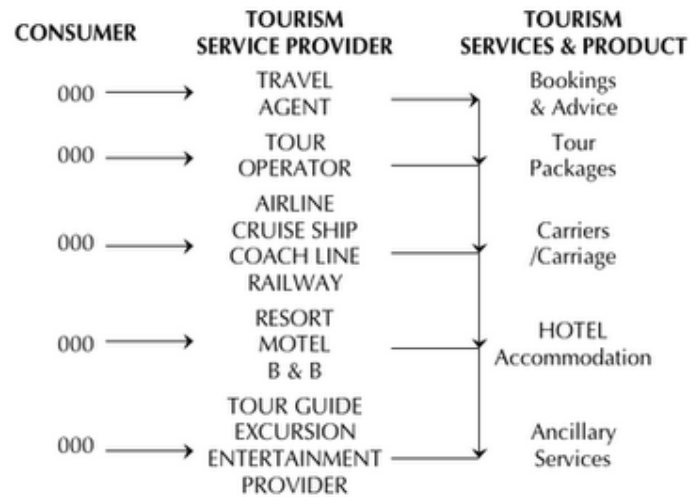 CONSUMER
TOURISM
SERVICE PROVIDER
TOURISM
SERVICES & PRODUCT
000
TRAVEL
AGENT
Bookings
& Advice
000
TOUR
OPERATOR
Tour
Packages
000
AIRLINE
CRUISE SHIP
COACH LINE
RAILWAY
Carriers
/Carriage
000
RESORT
MOTEL
B & B
HOTEL
Accommodation
000
TOUR GUIDE
EXCURSION
ENTERTAINMENT
PROVIDER
Ancillary
Services